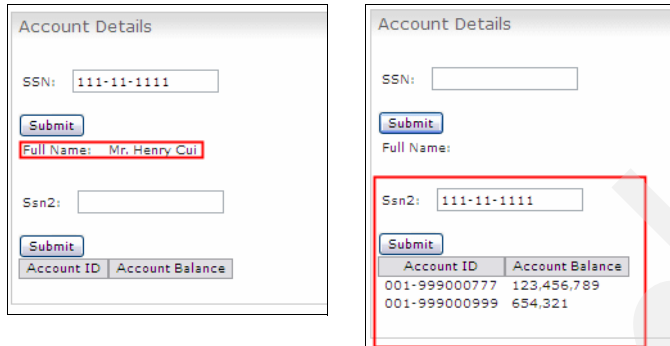 Account Details
SSN: 111-11-1111
Submit
Full Name: Mr. Henry Cui
Ssn2:
Submit
Account ID Account Balance
Account Details
SSN:
Submit
Full Name:
Ssn2: 111-11-1111
Submit
Account ID Account Balance
001-999000777 123,456,789
001-999000999 654,321